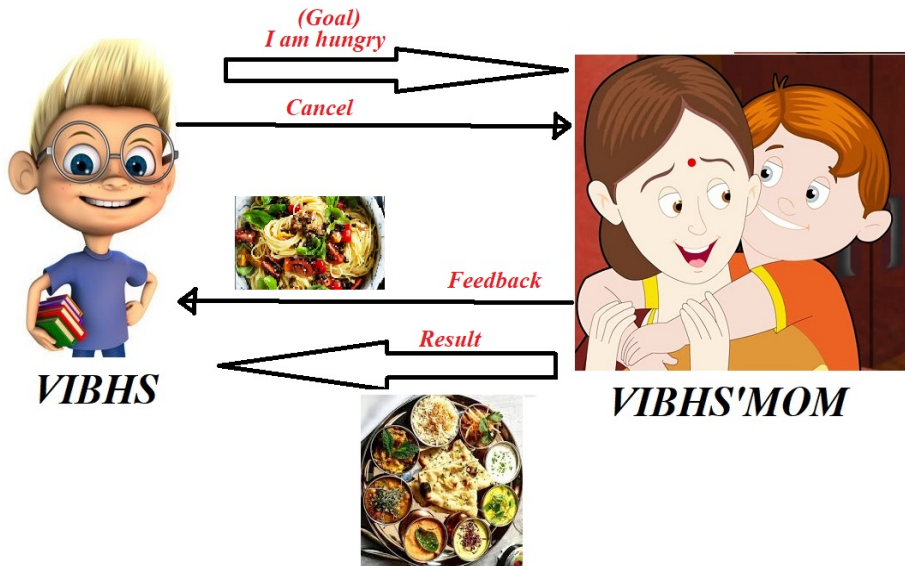 (Goal)
I am hungry
Cancel
Feedback
Result
VIBHS
VIBHS'MOM